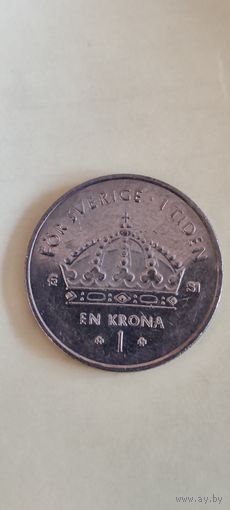 FÖR SVERIGE · I TIDEN
EN KRONA
1
www.ay.by